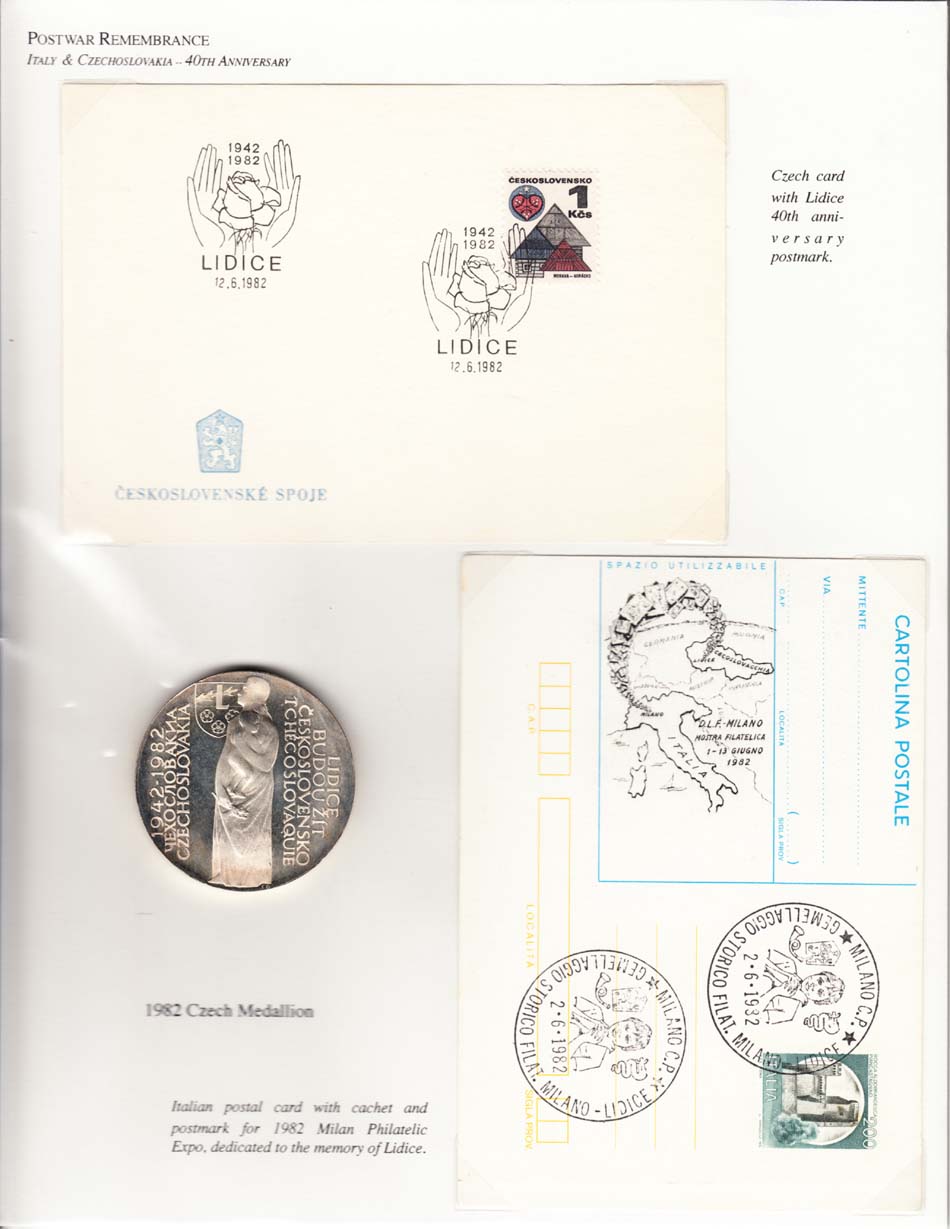 POSTWAR REMEMBRANCE
ITALY & CZECHOSLOVAKIA -- 40TH ANNIVERSARY
1942
1982
LIDICE
12.6.1982
ČESKOSLOVENSKO
1
Kčs
MORAVA-HORÁCKO
1942
1982
LIDICE
12.6.1982
ČESKOSLOVENSKÉ SPOJE
Czech card
with Lidice
40th anni-
versary
postmark.
LIDICE
BUDOU ŽÍT
ČESKOSLOVENSKO
TCHÉCOSLOVAQUIE
L
CZECHOSLOVAKIA
ЧЕХОСЛОВАКИЯ
1942-1982
1982 Czech Medallion
Italian postal card with cachet and
postmark for 1982 Milan Philatelic
Expo, dedicated to the memory of Lidice.
CARTOLINA POSTALE
MITTENTE
VIA
C.A.P.
LOCALITÀ
SIGLA PROV.
SPAZIO UTILIZZABILE
GERMANIA
POLONIA
LIDICE
CECOSLOVACCHIA
AUSTRIA
MILANO
ITALIA
D.L.F.-MILANO
MOSTRA FILATELICA
1-13 GIUGNO
1982
C.A.P.
LOCALITÀ
SIGLA PROV.
MILANO C.P.
GEMELLAGGIO STORICO FILAT. MILANO - LIDICE
2-6-1982
MILANO C.P.
GEMELLAGGIO STORICO FILAT. MILANO - LIDICE
2-6-1982
ITALIA
200